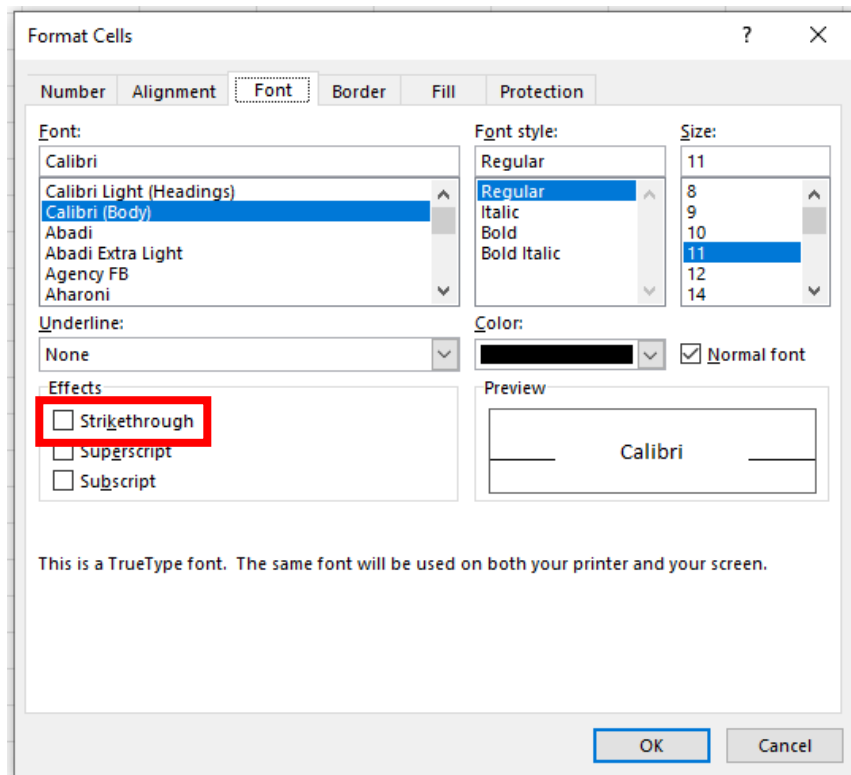 Format Cells ?
Number Alignment Font Border Fill Protection
Font: Font style: Size:
Calibri Regular 11
Calibri Light (Headings) Regular 8
Calibri (Body) Italic 9
Abadi Bold 10
Abadi Extra Light Bold Italic 11
Agency FB 12
Aharoni 14
Underline: Color:
None Normal font
Effects Preview
Strikethrough
Superscript Calibri
Subscript
This is a TrueType font. The same font will be used on both your printer and your screen.
OK Cancel